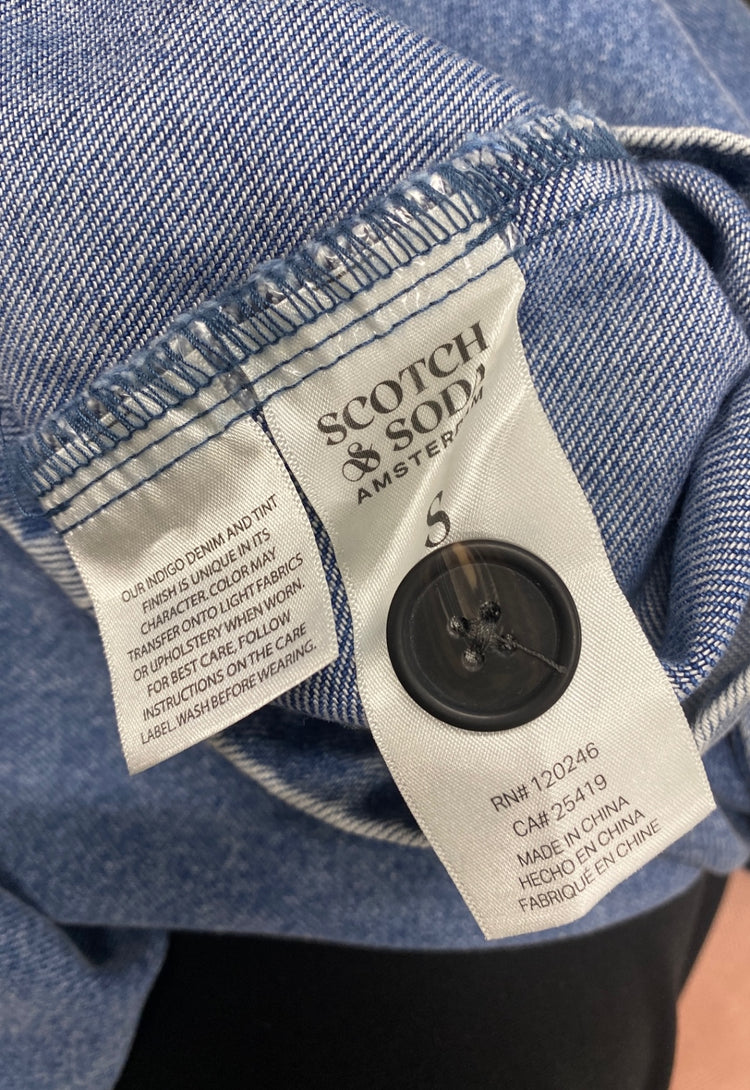 OUR INDIGO DENIM AND TINT
FINISH IS UNIQUE IN ITS
CHARACTER. COLOR MAY
TRANSFER ONTO LIGHT FABRICS
OR UPHOLSTERY WHEN WORN.
FOR BEST CARE, FOLLOW
INSTRUCTIONS ON THE CARE
LABEL. WASH BEFORE WEARING.
SCOTCH
& SODA
AMSTERDAM
S
RN# 120246
CA# 25419
MADE IN CHINA
HECHO EN CHINA
FABRIQUÉ EN CHINE